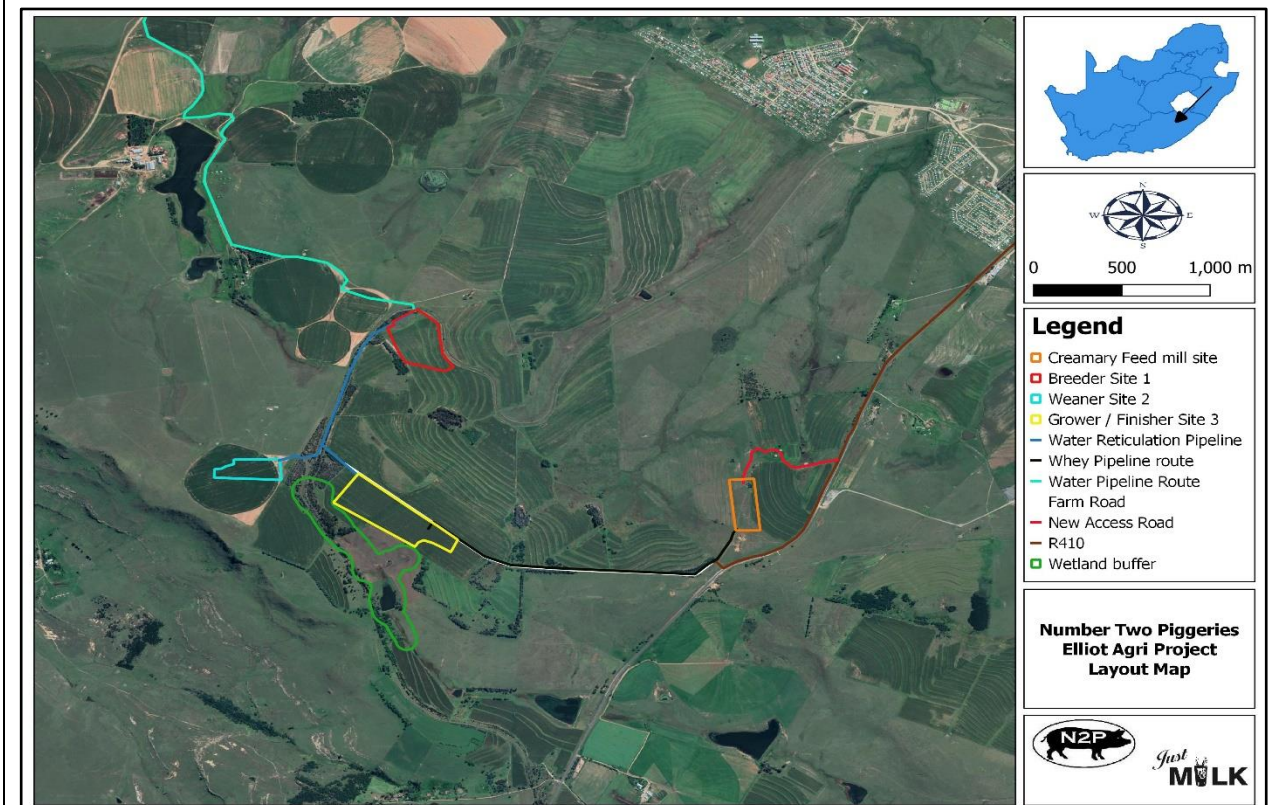 N
W E
S
0 500 1,000 m
Legend
Creamary Feed mill site
Breeder Site 1
Weaner Site 2
Grower / Finisher Site 3
Water Reticulation Pipeline
Whey Pipeline route
Water Pipeline Route
Farm Road
New Access Road
R410
Wetland buffer
Number Two Piggeries
Elliot Agri Project
Layout Map
N2P
Just
MILK